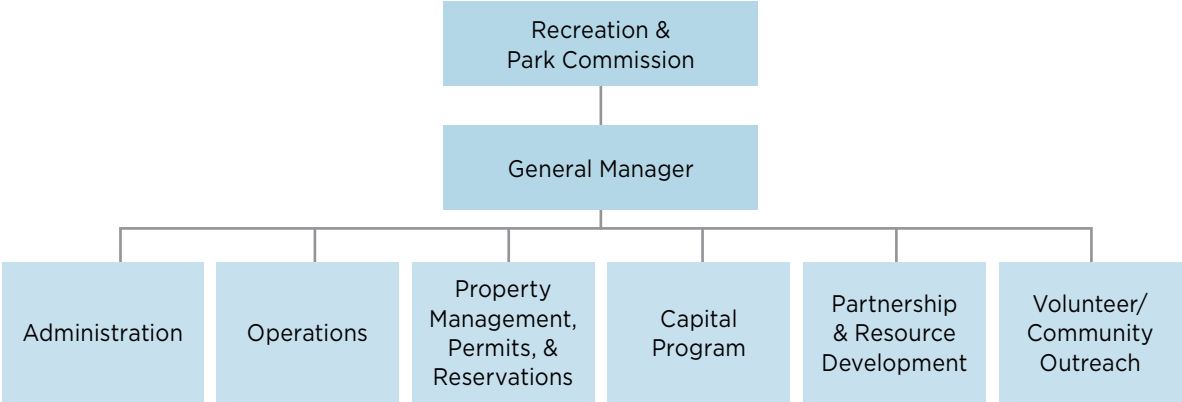 Recreation &
Park Commission
General Manager
Administration
Operations
Property
Management,
Permits, &
Reservations
Capital
Program
Partnership
& Resource
Development
Volunteer/
Community
Outreach